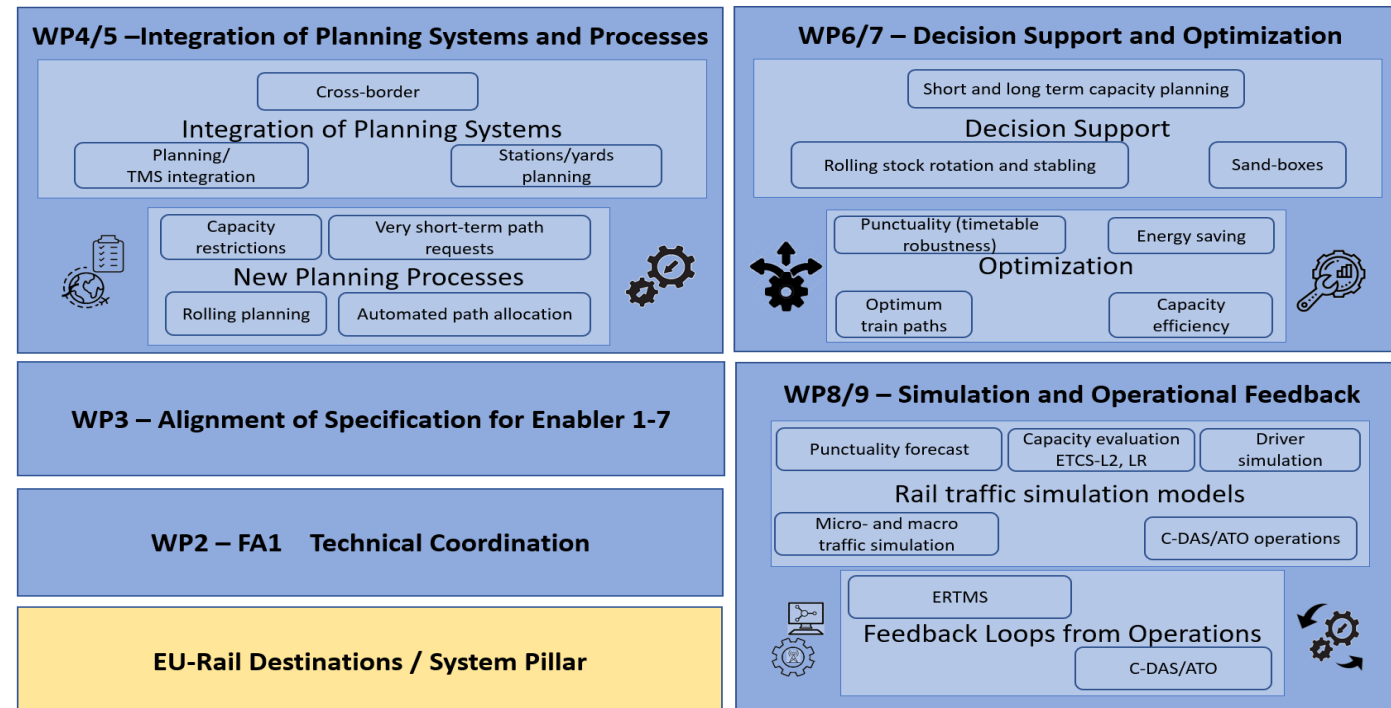 WP4/5 –Integration of Planning Systems and Processes
Cross-border
Integration of Planning Systems
Planning/
TMS integration
Stations/yards
planning
Capacity
restrictions
Very short-term path
requests
New Planning Processes
Rolling planning
Automated path allocation
WP3 – Alignment of Specification for Enabler 1-7
WP2 – FA1 Technical Coordination
EU-Rail Destinations / System Pillar
WP6/7 – Decision Support and Optimization
Short and long term capacity planning
Decision Support
Rolling stock rotation and stabling
Sand-boxes
Punctuality (timetable
robustness)
Energy saving
Optimization
Optimum
train paths
Capacity
efficiency
WP8/9 – Simulation and Operational Feedback
Punctuality forecast
Capacity evaluation
ETCS-L2, LR
Driver
simulation
Rail traffic simulation models
Micro- and macro
traffic simulation
C-DAS/ATO operations
ERTMS
Feedback Loops from Operations
C-DAS/ATO